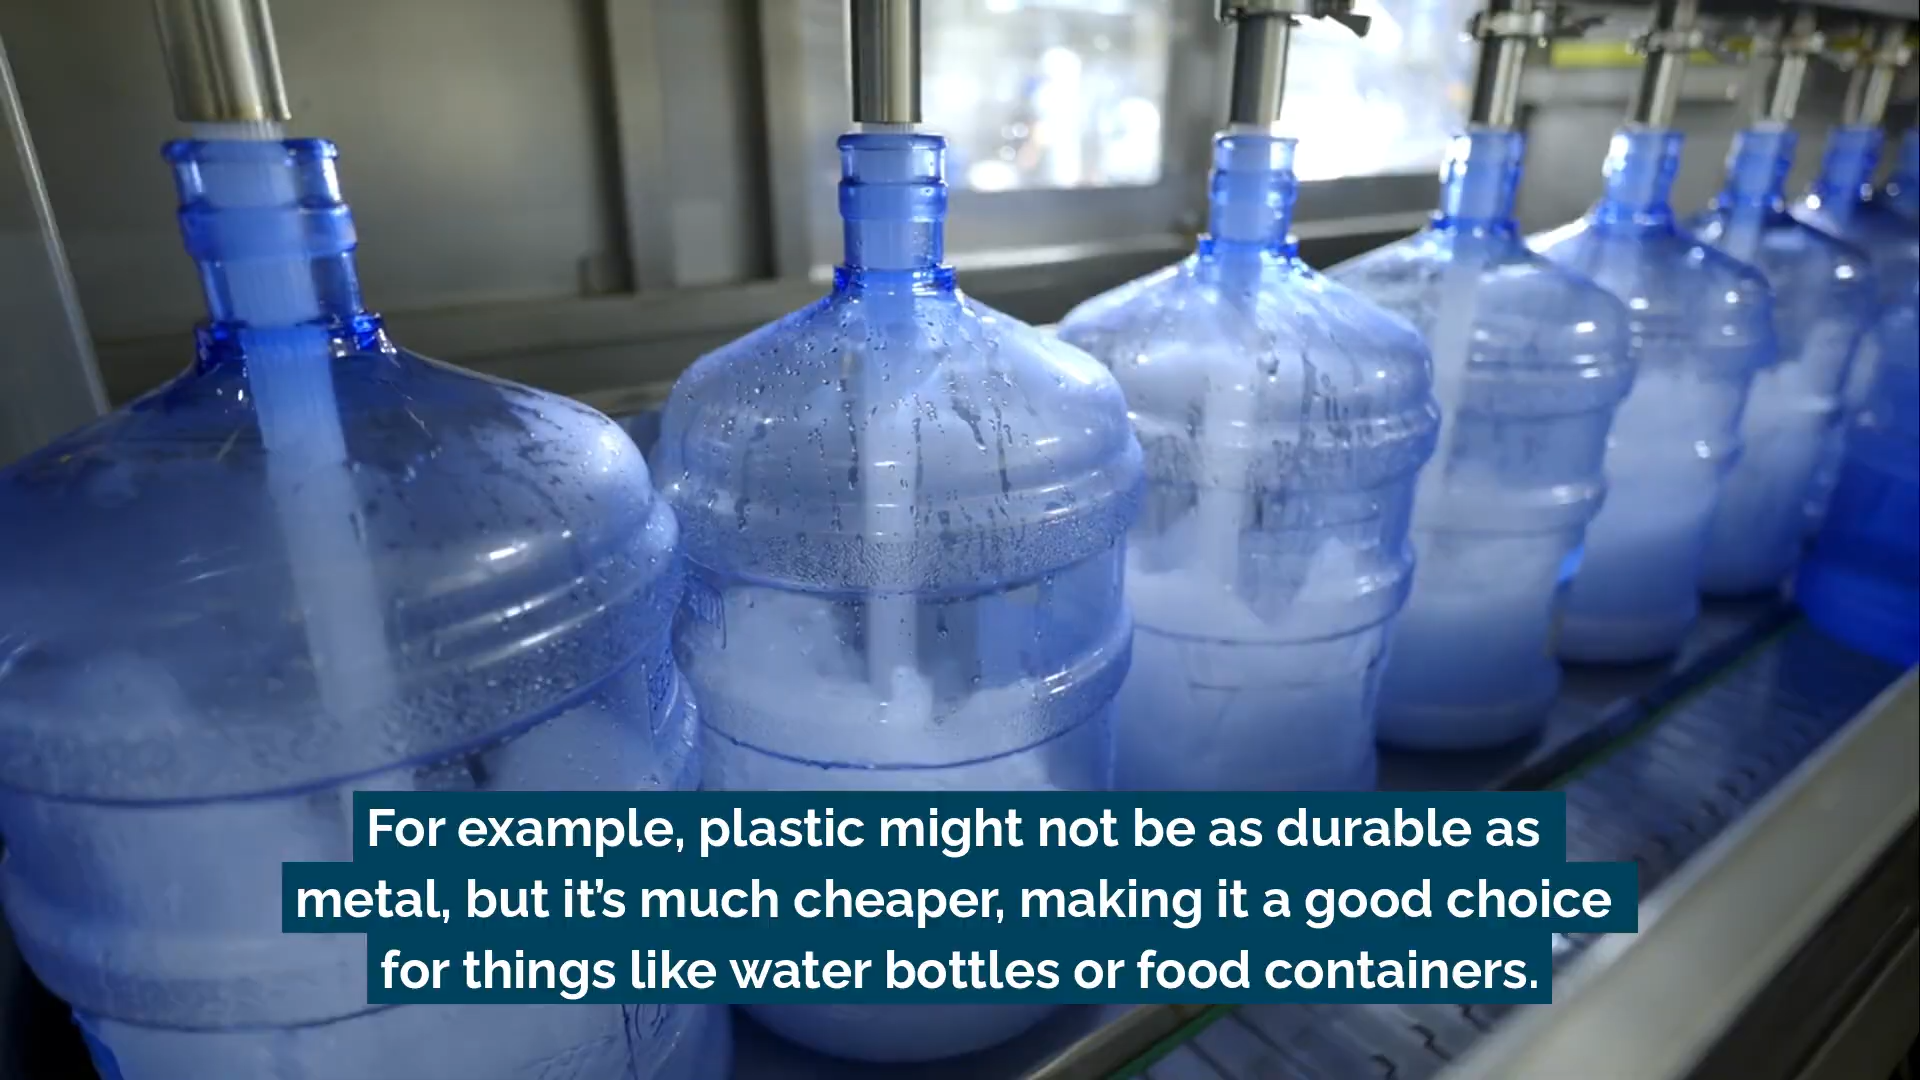 For example, plastic might not be as durable as
metal, but it’s much cheaper, making it a good choice
for things like water bottles or food containers.